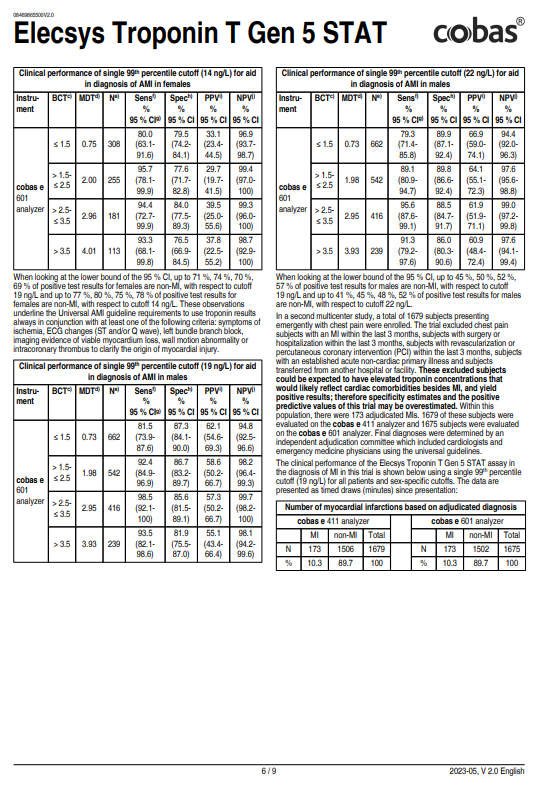 08469865500V2.0
Elecsys Troponin T Gen 5 STAT
cobas®
Clinical performance of single 99th percentile cutoff (14 ng/L) for aid
in diagnosis of AMI in females
Instru-
ment
BCTc) MDTd) Ne) Sensf) % 95 % CIg) Spech) % 95 % CI PPVi) % 95 % CI NPVj) % 95 % CI
cobas e
601
analyzer
≤ 1.5 0.75 308 80.0 (63.1-91.6) 79.5 (74.2-84.1) 33.1 (23.4-44.5) 96.9 (93.7-98.7)
> 1.5-≤ 2.5 2.00 255 95.7 (78.1-99.9) 77.6 (71.7-82.8) 29.7 (19.7-41.5) 99.4 (97.0-100)
> 2.5-≤ 3.5 2.96 181 94.4 (72.7-99.9) 84.0 (77.5-89.3) 39.5 (25.0-55.6) 99.3 (96.0-100)
> 3.5 4.01 113 93.3 (68.1-99.8) 76.5 (66.9-84.5) 37.8 (22.5-55.2) 98.7 (92.9-100)
When looking at the lower bound of the 95 % CI, up to 71 %, 74 %, 70 %,
69 % of positive test results for females are non-MI, with respect to cutoff
19 ng/L and up to 77 %, 80 %, 75 %, 78 % of positive test results for
females are non-MI, with respect to cutoff 14 ng/L. These observations
underline the Universal AMI guideline requirements to use troponin results
always in conjunction with at least one of the following criteria: symptoms of
ischemia, ECG changes (ST and/or Q wave), left bundle branch block,
imaging evidence of viable myocardium loss, wall motion abnormality or
intracoronary thrombus to clarify the origin of myocardial injury.
Clinical performance of single 99th percentile cutoff (19 ng/L) for aid
in diagnosis of AMI in males
Instru-
ment
BCTc) MDTd) Ne) Sensf) % 95 % CIg) Spech) % 95 % CI PPVi) % 95 % CI NPVj) % 95 % CI
cobas e
601
analyzer
≤ 1.5 0.73 662 81.5 (73.9-87.6) 87.3 (84.1-90.0) 62.1 (54.6-69.3) 94.8 (92.5-96.6)
> 1.5-≤ 2.5 1.98 542 92.4 (84.9-96.9) 86.7 (83.2-89.7) 58.6 (50.2-66.7) 98.2 (96.4-99.3)
> 2.5-≤ 3.5 2.95 416 98.5 (92.1-100) 85.6 (81.5-89.1) 57.3 (50.2-66.7) 99.7 (98.2-100)
> 3.5 3.93 239 93.5 (82.1-98.6) 81.9 (75.5-87.0) 55.1 (43.4-66.4) 98.1 (94.2-99.6)
Clinical performance of single 99th percentile cutoff (22 ng/L) for aid
in diagnosis of AMI in males
Instru-
ment
BCTc) MDTd) Ne) Sensf) % 95 % CIg) Spech) % 95 % CI PPVi) % 95 % CI NPVj) % 95 % CI
cobas e
601
analyzer
≤ 1.5 0.73 662 79.3 (71.4-85.8) 89.9 (87.1-92.4) 66.9 (59.0-74.1) 94.4 (92.0-96.3)
> 1.5-≤ 2.5 1.98 542 89.1 (80.9-94.7) 89.8 (86.6-92.4) 64.1 (55.1-72.3) 97.6 (95.6-98.8)
> 2.5-≤ 3.5 2.95 416 95.6 (87.6-99.1) 88.5 (84.7-91.7) 61.9 (51.9-71.1) 99.0 (97.2-99.8)
> 3.5 3.93 239 91.3 (79.2-97.6) 86.0 (80.3-90.6) 60.9 (48.4-72.4) 97.6 (94.1-99.4)
When looking at the lower bound of the 95 % CI, up to 45 %, 50 %, 52 %,
57 % of positive test results for males are non-MI, with respect to cutoff
19 ng/L and up to 41 %, 45 %, 48 %, 52 % of positive test results for males
are non-MI, with respect to cutoff 22 ng/L.
In a second multicenter study, a total of 1679 subjects presenting
emergently with chest pain were enrolled. The trial excluded chest pain
subjects with an MI within the last 3 months, subjects with surgery or
hospitalization within the last 3 months, subjects with revascularization or
percutaneous coronary intervention (PCI) within the last 3 months, subjects
with an established acute non-cardiac primary illness and subjects
transferred from another hospital or facility. These excluded subjects
could be expected to have elevated troponin concentrations that
would likely reflect cardiac comorbidities besides MI, and yield
positive results; therefore specificity estimates and the positive
predictive values of this trial may be overestimated. Within this
population, there were 173 adjudicated MIs. 1679 of these subjects were
evaluated on the cobas e 411 analyzer and 1675 subjects were evaluated
on the cobas e 601 analyzer. Final diagnoses were determined by an
independent adjudication committee which included cardiologists and
emergency medicine physicians using the universal guidelines.
The clinical performance of the Elecsys Troponin T Gen 5 STAT assay in
the diagnosis of MI in this trial is shown below using a single 99th percentile
cutoff (19 ng/L) for all patients and sex-specific cutoffs. The data are
presented as timed draws (minutes) since presentation:
Number of myocardial infarctions based on adjudicated diagnosis
cobas e 411 analyzer cobas e 601 analyzer
MI non-MI Total MI non-MI Total
N 173 1506 1679 N 173 1502 1675
% 10.3 89.7 100 % 10.3 89.7 100
6 / 9
2023-05, V 2.0 English